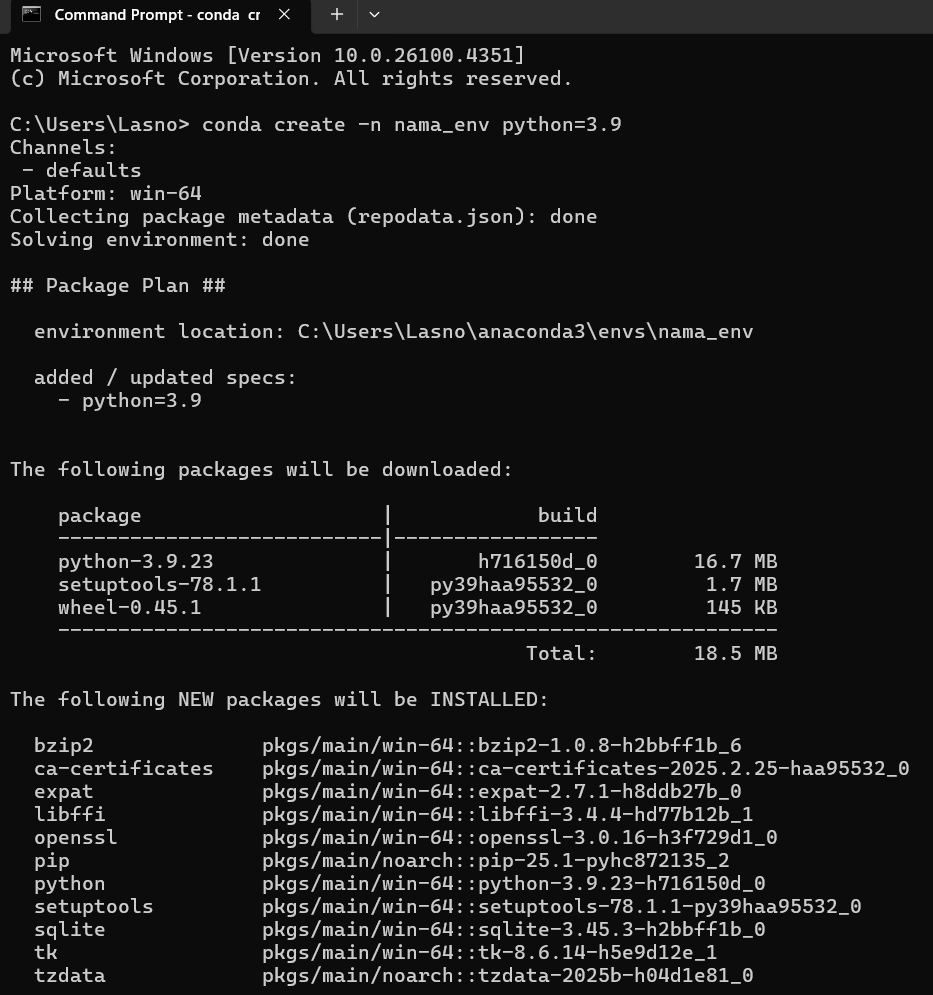 Command Prompt - conda cr
Microsoft Windows [Version 10.0.26100.4351]
(c) Microsoft Corporation. All rights reserved.
C:\Users\Lasno> conda create -n nama_env python=3.9
Channels:
 - defaults
Platform: win-64
Collecting package metadata (repodata.json): done
Solving environment: done
## Package Plan ##
  environment location: C:\Users\Lasno\anaconda3\envs\nama_env
  added / updated specs:
    - python=3.9
The following packages will be downloaded:
    package                    |            build
    ---------------------------|-----------------
    python-3.9.23              |       h716150d_0        16.7 MB
    setuptools-78.1.1          |   py39haa95532_0         1.7 MB
    wheel-0.45.1               |   py39haa95532_0         145 KB
    ------------------------------------------------------------
                                           Total:        18.5 MB
The following NEW packages will be INSTALLED:
  bzip2              pkgs/main/win-64::bzip2-1.0.8-h2bbff1b_6
  ca-certificates    pkgs/main/win-64::ca-certificates-2025.2.25-haa95532_0
  expat              pkgs/main/win-64::expat-2.7.1-h8ddb27b_0
  libffi             pkgs/main/win-64::libffi-3.4.4-hd77b12b_1
  openssl            pkgs/main/win-64::openssl-3.0.16-h3f729d1_0
  pip                pkgs/main/noarch::pip-25.1-pyhc872135_2
  python             pkgs/main/win-64::python-3.9.23-h716150d_0
  setuptools         pkgs/main/win-64::setuptools-78.1.1-py39haa95532_0
  sqlite             pkgs/main/win-64::sqlite-3.45.3-h2bbff1b_0
  tk                 pkgs/main/win-64::tk-8.6.14-h5e9d12e_1
  tzdata             pkgs/main/noarch::tzdata-2025b-h04d1e81_0